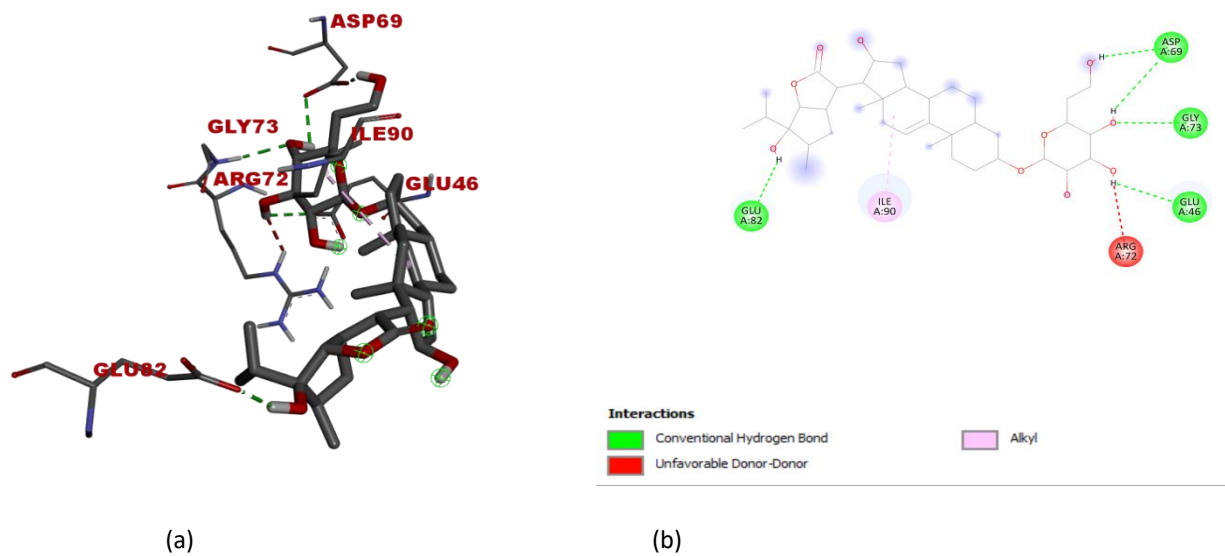 ASP69
GLY73
ILE90
ARG72
GLU46
GLU82
O
O
O
O
H
GLU
A:82
ILE
A:90
O
O
O
H
O
H
O
H
O
ASP
A:69
GLY
A:73
GLU
A:46
ARG
A:72
Interactions
Conventional Hydrogen Bond
Unfavorable Donor-Donor
Alkyl
(a)
(b)